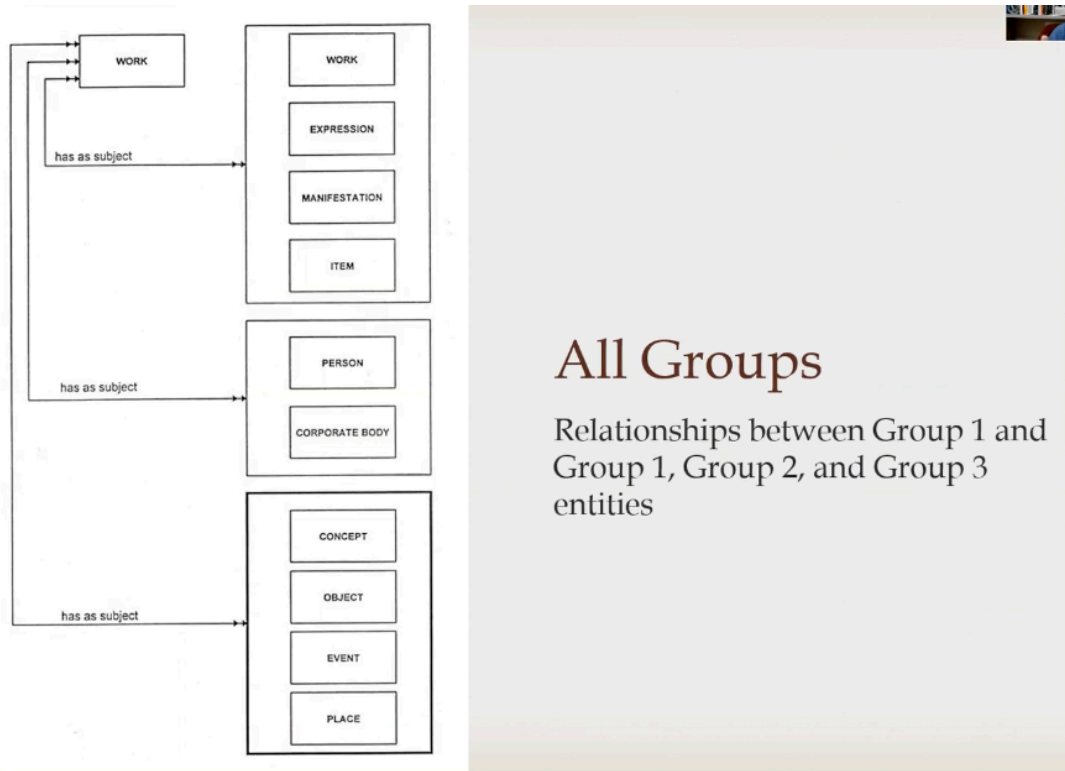 WORK
has as subject
has as subject
has as subject
WORK
EXPRESSION
MANIFESTATION
ITEM
PERSON
CORPORATE BODY
CONCEPT
OBJECT
EVENT
PLACE
All Groups
Relationships between Group 1 and
Group 1, Group 2, and Group 3
entities